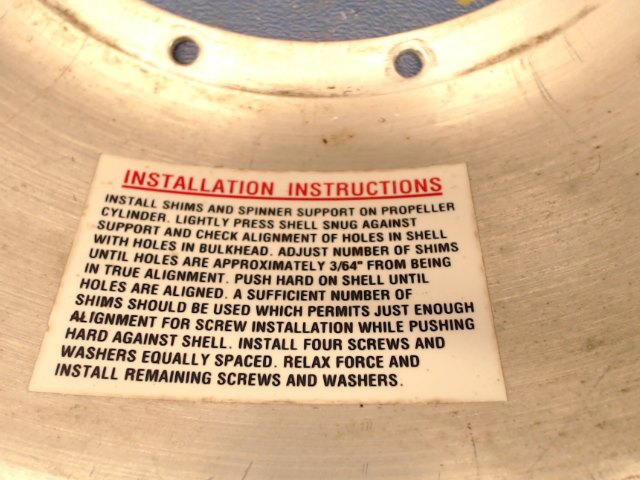 INSTALLATION INSTRUCTIONS
INSTALL SHIMS AND SPINNER SUPPORT ON PROPELLER
CYLINDER. LIGHTLY PRESS SHELL SNUG AGAINST
SUPPORT AND CHECK ALIGNMENT OF HOLES IN SHELL
WITH HOLES IN BULKHEAD. ADJUST NUMBER OF SHIMS
UNTIL HOLES ARE APPROXIMATELY 3/64" FROM BEING
IN TRUE ALIGNMENT. PUSH HARD ON SHELL UNTIL
HOLES ARE ALIGNED. A SUFFICIENT NUMBER OF
SHIMS SHOULD BE USED WHICH PERMITS JUST ENOUGH
ALIGNMENT FOR SCREW INSTALLATION WHILE PUSHING
HARD AGAINST SHELL. INSTALL FOUR SCREWS AND
WASHERS EQUALLY SPACED. RELAX FORCE AND
INSTALL REMAINING SCREWS AND WASHERS.